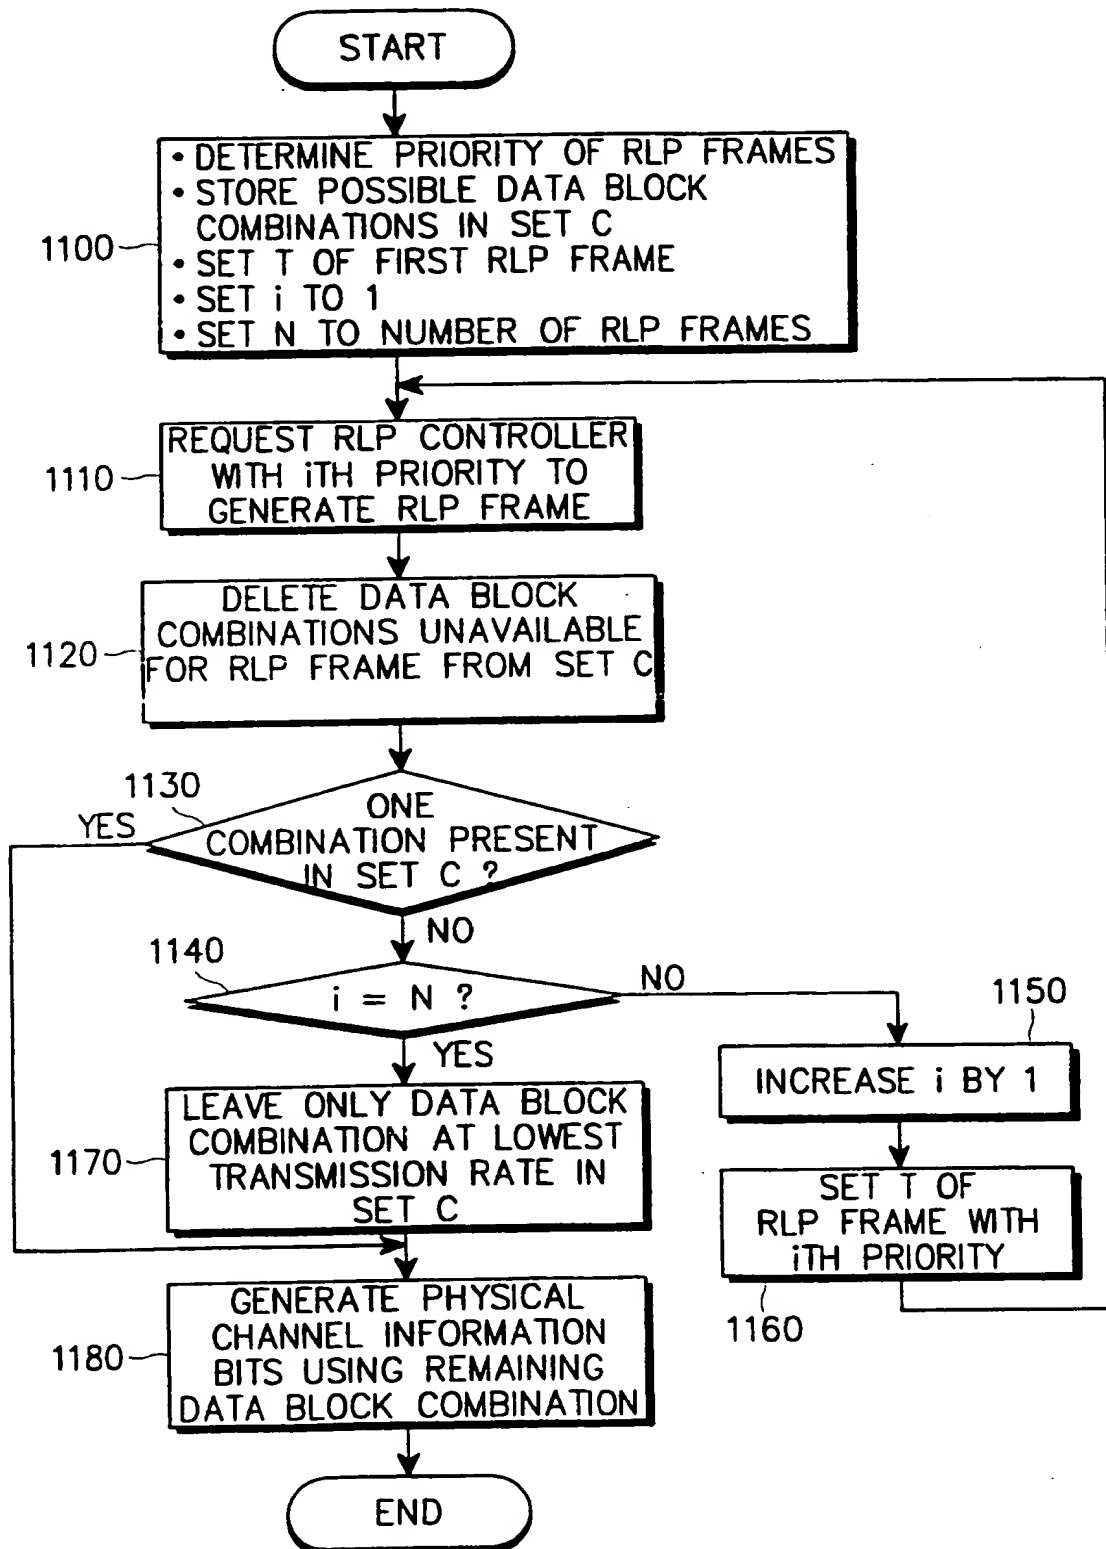 START
• DETERMINE PRIORITY OF RLP FRAMES
• STORE POSSIBLE DATA BLOCK
COMBINATIONS IN SET C
• SET T OF FIRST RLP FRAME
• SET i TO 1
• SET N TO NUMBER OF RLP FRAMES
1100
REQUEST RLP CONTROLLER
WITH iTH PRIORITY TO
GENERATE RLP FRAME
1110
DELETE DATA BLOCK
COMBINATIONS UNAVAILABLE
FOR RLP FRAME FROM SET C
1120
1130
YES
ONE
COMBINATION PRESENT
IN SET C ?
NO
1140
i = N ?
NO
YES
1150
INCREASE i BY 1
LEAVE ONLY DATA BLOCK
COMBINATION AT LOWEST
TRANSMISSION RATE IN
SET C
1170
SET T OF
RLP FRAME WITH
iTH PRIORITY
1160
GENERATE PHYSICAL
CHANNEL INFORMATION
BITS USING REMAINING
DATA BLOCK COMBINATION
1180
END